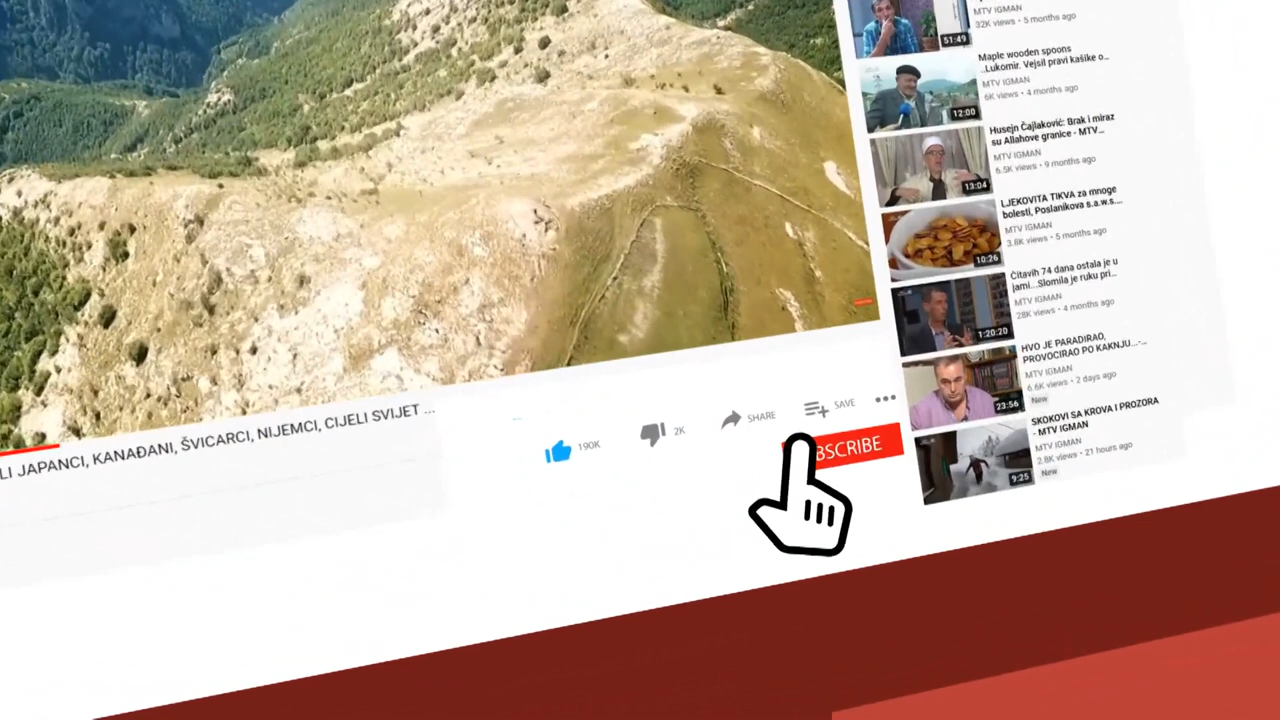 LI JAPANCI, KANAĐANI, ŠVICARCI, NIJEMCI, CIJELI SVIJET ...
190K
2K
SHARE
SAVE
SCRIBE
MTV IGMAN
32K views • 5 months ago
51:49
Maple wooden spoons
..Lukomir. Vejsil pravi kašike o...
MTV IGMAN
6K views • 4 months ago
12:00
Husejn Čajlaković: Brak i miraz
su Allahove granice - MTV...
MTV IGMAN
6.5K views • 9 months ago
13:04
LJEKOVITA TIKVA za mnoge
bolesti, Poslanikova s.a.w.s....
MTV IGMAN
3.8K views • 5 months ago
10:26
Čitavih 74 dana ostala je u
jami...Slomila je ruku pri...
MTV IGMAN
28K views • 4 months ago
1:20:20
HVO JE PARADIRAO,
PROVOCIRAO PO KAKNJU...-...
MTV IGMAN
6.6K views • 2 days ago
New
23:56
SKOKOVI SA KROVA I PROZORA
- MTV IGMAN
MTV IGMAN
2.8K views • 21 hours ago
New
9:25